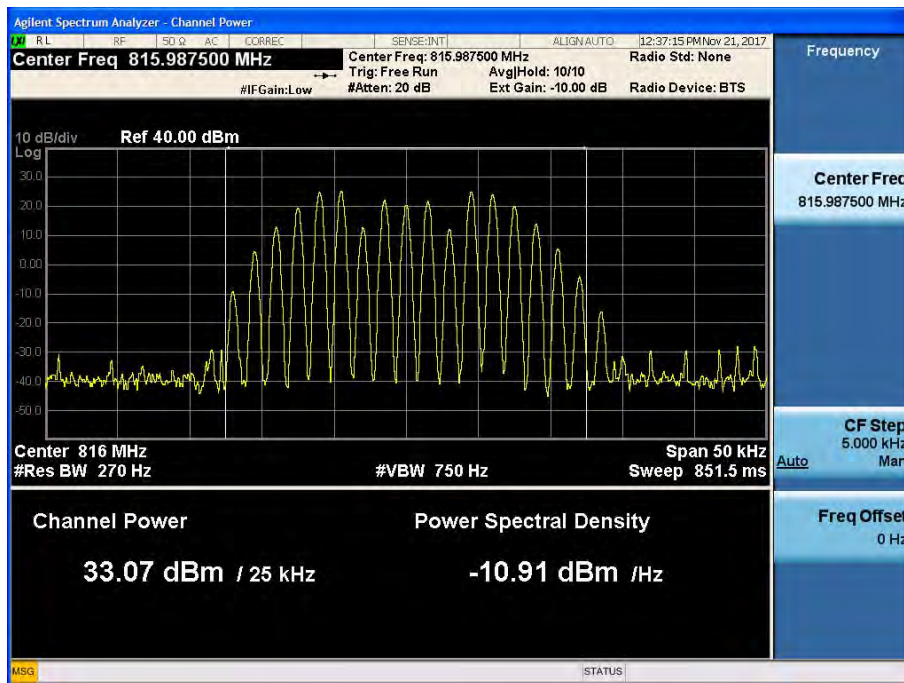 Agilent Spectrum Analyzer - Channel Power
LXI RL RF 50 Ω AC CORREC SENSE:INT ALIGN AUTO 12:37:15 PM Nov 21, 2017
Center Freq 815.987500 MHz
#IFGain:Low
Center Freq: 815.987500 MHz
Trig: Free Run Avg|Hold: 10/10
#Atten: 20 dB Ext Gain: -10.00 dB
Radio Std: None
Radio Device: BTS
10 dB/div Ref 40.00 dBm
Log
30.0
20.0
10.0
0.00
-10.0
-20.0
-30.0
-40.0
-50.0
Center 816 MHz Span 50 kHz
#Res BW 270 Hz #VBW 750 Hz Sweep 851.5 ms
Channel Power
33.07 dBm / 25 kHz
Power Spectral Density
-10.91 dBm /Hz
MSG STATUS
Frequency
Center Freq
815.987500 MHz
CF Step
5.000 kHz
Auto Man
Freq Offset
0 Hz